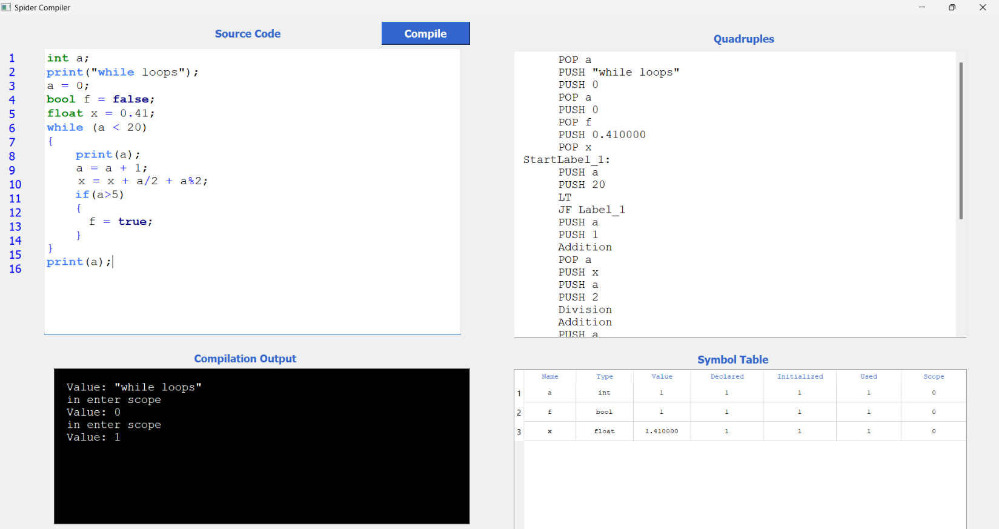 Spider Compiler
Source Code
Compile
1 int a;
2 print("while loops");
3 a = 0;
4 bool f = false;
5 float x = 0.41;
6 while (a < 20)
7 {
8 print(a);
9 a = a + 1;
10 x = x + a/2 + a%2;
11 if(a>5)
12 {
13 f = true;
14 }
15 }
16 print(a);
Quadruples
POP a
PUSH "while loops"
PUSH 0
POP a
PUSH 0
POP f
PUSH 0.410000
POP x
StartLabel_1:
PUSH a
PUSH 20
LT
JF Label_1
PUSH a
PUSH 1
Addition
POP a
PUSH x
PUSH a
PUSH 2
Division
Addition
PUSH a
Compilation Output
Value: "while loops"
in enter scope
Value: 0
in enter scope
Value: 1
Symbol Table
Name Type Value Declared Initialized Used Scope
1 a int 1 1 1 1 0
2 f bool 1 1 1 1 0
3 x float 1.410000 1 1 1 0